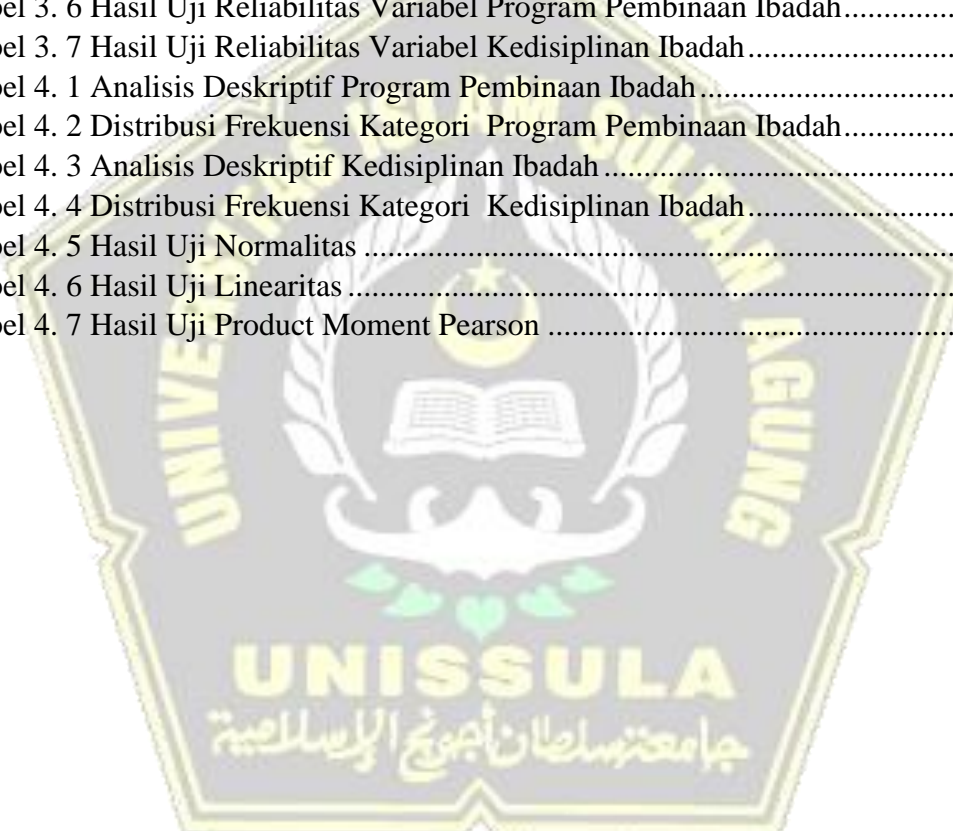 bel 3. 6 Hasil Uji Reliabilitas Variabel Program Pembinaan Ibadah..............
bel 3. 7 Hasil Uji Reliabilitas Variabel Kedisiplinan Ibadah...........................
bel 4. 1 Analisis Deskriptif Program Pembinaan Ibadah.................................
bel 4. 2 Distribusi Frekuensi Kategori  Program Pembinaan Ibadah..............
bel 4. 3 Analisis Deskriptif Kedisiplinan Ibadah.............................................
bel 4. 4 Distribusi Frekuensi Kategori  Kedisiplinan Ibadah...........................
bel 4. 5 Hasil Uji Normalitas ..........................................................................
bel 4. 6 Hasil Uji Linearitas............................................................................
bel 4. 7 Hasil Uji Product Moment Pearson ....................................................
UNIVERSITAS ISLAM SULTAN AGUNG
UNISSULA
جامعة سلطان أجونج الإسلامية